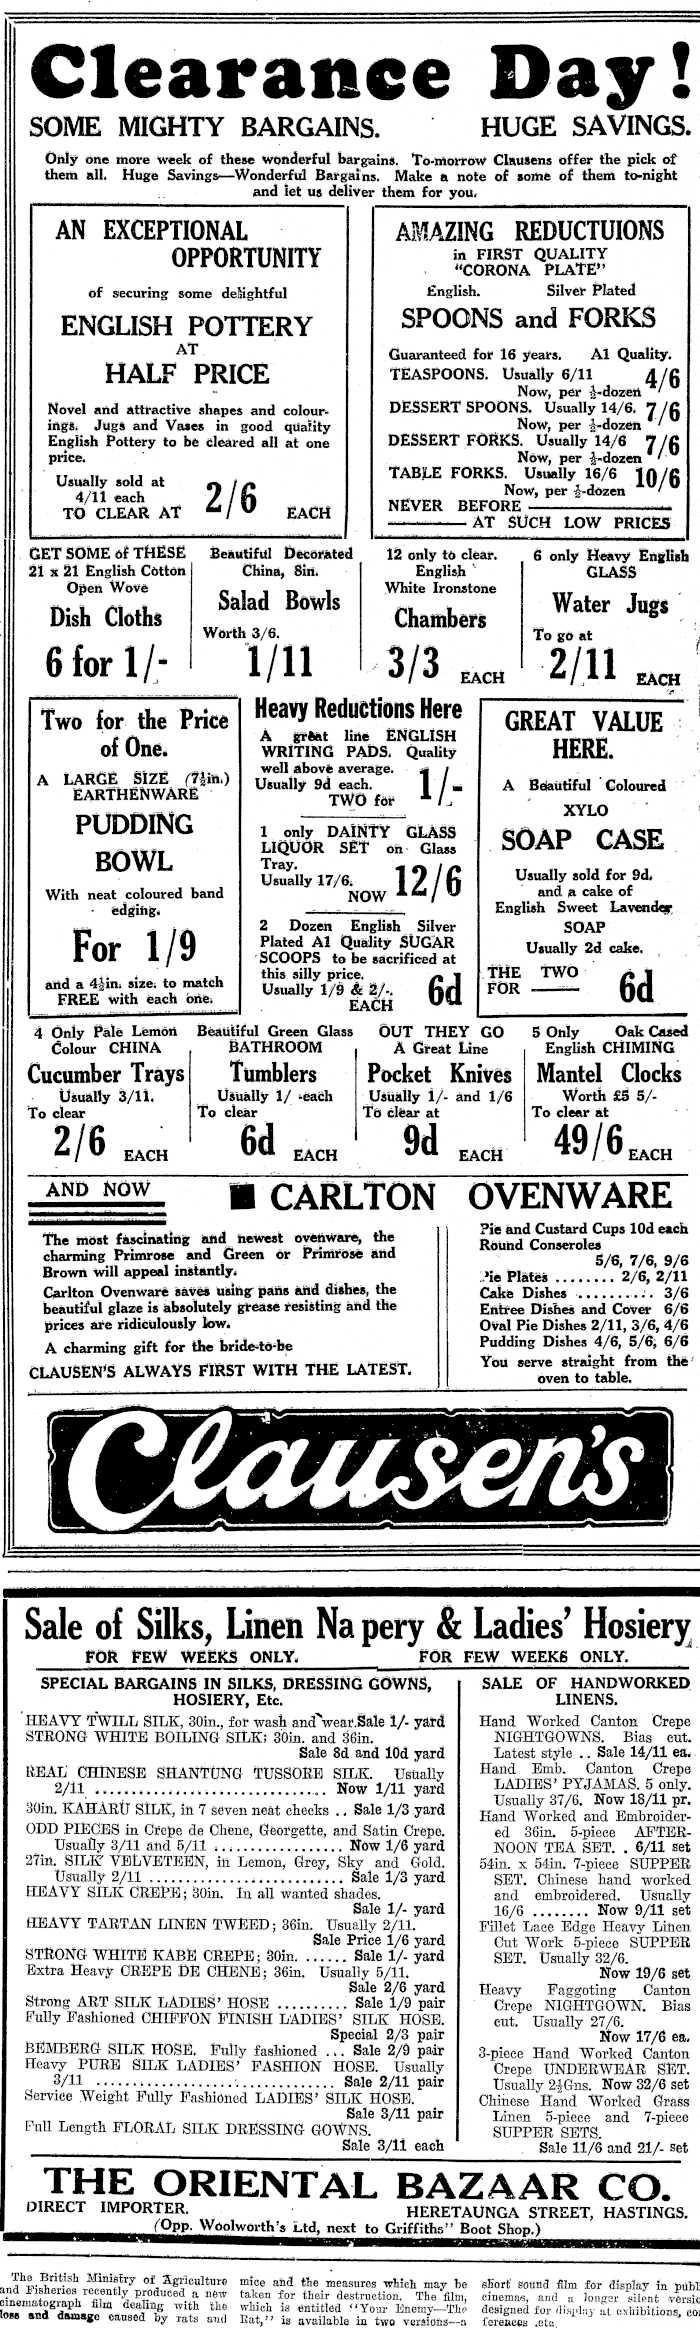 Clearance Day!
SOME MIGHTY BARGAINS. HUGE SAVINGS.
Only one more week of these wonderful bargains. To-morrow Clausens offer the pick of
them all. Huge Savings—Wonderful Bargains. Make a note of some of them to-night
and let us deliver them for you.
AN EXCEPTIONAL
OPPORTUNITY
of securing some delightful
ENGLISH POTTERY
AT
HALF PRICE
Novel and attractive shapes and colour-
ings. Jugs and Vases in good quality
English Pottery to be cleared all at one
price.
Usually sold at
4/11 each
TO CLEAR AT 2/6 EACH
AMAZING REDUCTUIONS
in FIRST QUALITY
"CORONA PLATE"
English. Silver Plated
SPOONS and FORKS
Guaranteed for 16 years. A1 Quality.
TEASPOONS. Usually 6/11
Now, per ½-dozen 4/6
DESSERT SPOONS. Usually 14/6.
Now, per ½-dozen 7/6
DESSERT FORKS. Usually 14/6
Now, per ½-dozen 7/6
TABLE FORKS. Usually 16/6
Now, per ½-dozen 10/6
NEVER BEFORE
AT SUCH LOW PRICES
GET SOME of THESE
21 x 21 English Cotton
Open Wove
Dish Cloths
6 for 1/-
Beautiful Decorated
China, 8in.
Salad Bowls
Worth 3/6.
1/11
12 only to clear.
English
White Ironstone
Chambers
3/3 EACH
6 only Heavy English
GLASS
Water Jugs
To go at
2/11 EACH
Two for the Price
of One.
A LARGE SIZE (7½in.)
EARTHENWARE
PUDDING
BOWL
With neat coloured band
edging.
For 1/9
and a 4½in. size to match
FREE with each one.
Heavy Reductions Here
A great line ENGLISH
WRITING PADS. Quality
well above average.
Usually 9d each.
TWO for 1/-
1 only DAINTY GLASS
LIQUOR SET on Glass
Tray.
Usually 17/6.
NOW 12/6
2 Dozen English Silver
Plated A1 Quality SUGAR
SCOOPS to be sacrificed at
this silly price.
Usually 1/9 & 2/-.
EACH 6d
GREAT VALUE
HERE.
A Beautiful Coloured
XYLO
SOAP CASE
Usually sold for 9d.
and a cake of
English Sweet Lavender
SOAP
Usually 2d cake.
THE TWO
FOR 6d
4 Only Pale Lemon
Colour CHINA
Cucumber Trays
Usually 3/11.
To clear
2/6 EACH
Beautiful Green Glass
BATHROOM
Tumblers
Usually 1/ -each
To clear
6d EACH
OUT THEY GO
A Great Line
Pocket Knives
Usually 1/- and 1/6
To clear at
9d EACH
5 Only Oak Cased
English CHIMING
Mantel Clocks
Worth £5 5/-
To clear at
49/6 EACH
AND NOW
CARLTON OVENWARE
The most fascinating and newest ovenware, the
charming Primrose and Green or Primrose and
Brown will appeal instantly.
Carlton Ovenware saves using pans and dishes, the
beautiful glaze is absolutely grease resisting and the
prices are ridiculously low.
A charming gift for the bride-to-be
CLAUSEN'S ALWAYS FIRST WITH THE LATEST.
Pie and Custard Cups 10d each
Round Conseroles
5/6, 7/6, 9/6
Pie Plates ........ 2/6, 2/11
Cake Dishes .......... 3/6
Entree Dishes and Cover 6/6
Oval Pie Dishes 2/11, 3/6, 4/6
Pudding Dishes 4/6, 5/6, 6/6
You serve straight from the
oven to table.
Clausen's
Sale of Silks, Linen Napery & Ladies' Hosiery
FOR FEW WEEKS ONLY. FOR FEW WEEKS ONLY.
SPECIAL BARGAINS IN SILKS, DRESSING GOWNS,
HOSIERY, Etc.
HEAVY TWILL SILK, 30in., for wash and wear. Sale 1/- yard
STRONG WHITE BOILING SILK; 30in. and 36in.
Sale 8d and 10d yard
REAL CHINESE SHANTUNG TUSSORE SILK. Usually
2/11 .............................. Now 1/11 yard
30in. KAHARU SILK, in 7 seven neat checks .. Sale 1/3 yard
ODD PIECES in Crepe de Chene, Georgette, and Satin Crepe.
Usually 3/11 and 5/11 ................ Now 1/6 yard
27in. SILK VELVETEEN, in Lemon, Grey, Sky and Gold.
Usually 2/11 .......................... Sale 1/3 yard
HEAVY SILK CREPE; 30in. In all wanted shades.
Sale 1/- yard
HEAVY TARTAN LINEN TWEED; 36in. Usually 2/11.
Sale Price 1/6 yard
STRONG WHITE KABE CREPE; 30in. ...... Sale 1/- yard
Extra Heavy CREPE DE CHENE; 36in. Usually 5/11.
Sale 2/6 yard
Strong ART SILK LADIES' HOSE .......... Sale 1/9 pair
Fully Fashioned CHIFFON FINISH LADIES' SILK HOSE.
Special 2/3 pair
BEMBERG SILK HOSE. Fully fashioned ... Sale 2/9 pair
Heavy PURE SILK LADIES' FASHION HOSE. Usually
3/11 .............................. Sale 2/11 pair
Service Weight Fully Fashioned LADIES' SILK HOSE.
Sale 3/11 pair
Full Length FLORAL SILK DRESSING GOWNS.
Sale 3/11 each
SALE OF HANDWORKED
LINENS.
Hand Worked Canton Crepe
NIGHTGOWNS. Bias cut.
Latest style .. Sale 14/11 ea.
Hand Emb. Canton Crepe
LADIES' PYJAMAS. 5 only.
Usually 37/6. Now 18/11 pr.
Hand Worked and Embroider-
ed 36in. 5-piece AFTER-
NOON TEA SET. . 6/11 set
54in. x 54in. 7-piece SUPPER
SET. Chinese hand worked
and embroidered. Usually
16/6 ........ Now 9/11 set
Fillet Lace Edge Heavy Linen
Cut Work 5-piece SUPPER
SET. Usually 32/6.
Now 19/6 set
Heavy Faggoting Canton
Crepe NIGHTGOWN. Bias
cut. Usually 27/6.
Now 17/6 ea.
3-piece Hand Worked Canton
Crepe UNDERWEAR SET.
Usually 2½Gns. Now 32/6 set
Chinese Hand Worked Grass
Linen 5-piece and 7-piece
SUPPER SETS.
Sale 11/6 and 21/- set
THE ORIENTAL BAZAAR CO.
DIRECT IMPORTER. HERETAUNGA STREET, HASTINGS.
(Opp. Woolworth's Ltd, next to Griffiths" Boot Shop.)
The British Ministry of Agriculture
and Fisheries recently produced a new
cinematograph film dealing with the
loss and damage caused by rats and
mice and the measures which may be
taken for their destruction. The film,
which is entitled "Your Enemy—The
Rat," is available in two versions—a
short sound film for display in publ
cinemas, and a longer silent versi
designed for display at exhibitions, co
ferences etc.